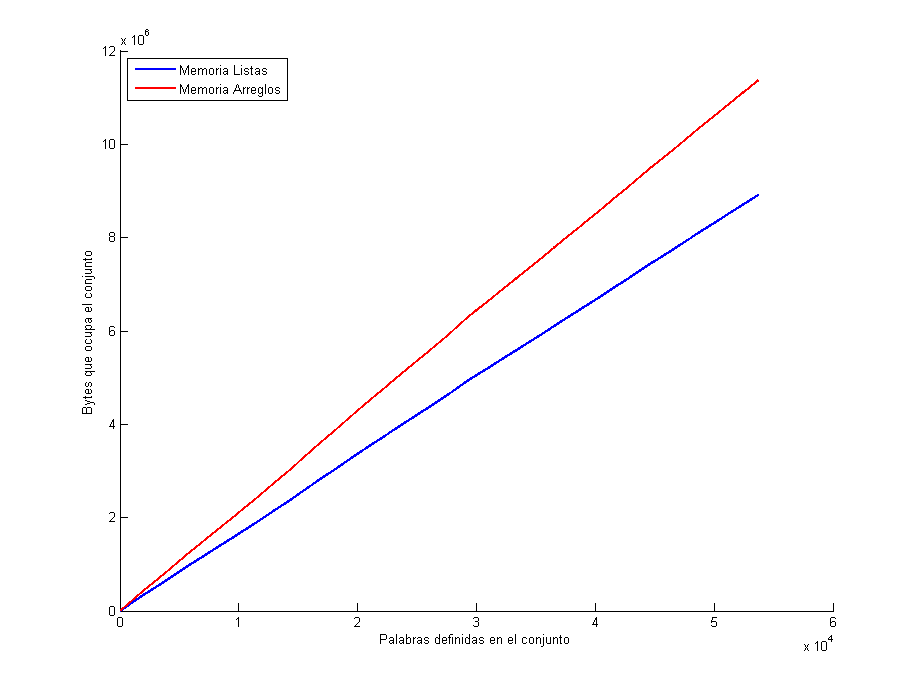 x 10^6
12
Memoria Listas
Memoria Arreglos
10
8
6
4
2
0
Bytes que ocupa el conjunto
0 1 2 3 4 5 6
Palabras definidas en el conjunto
x 10^4